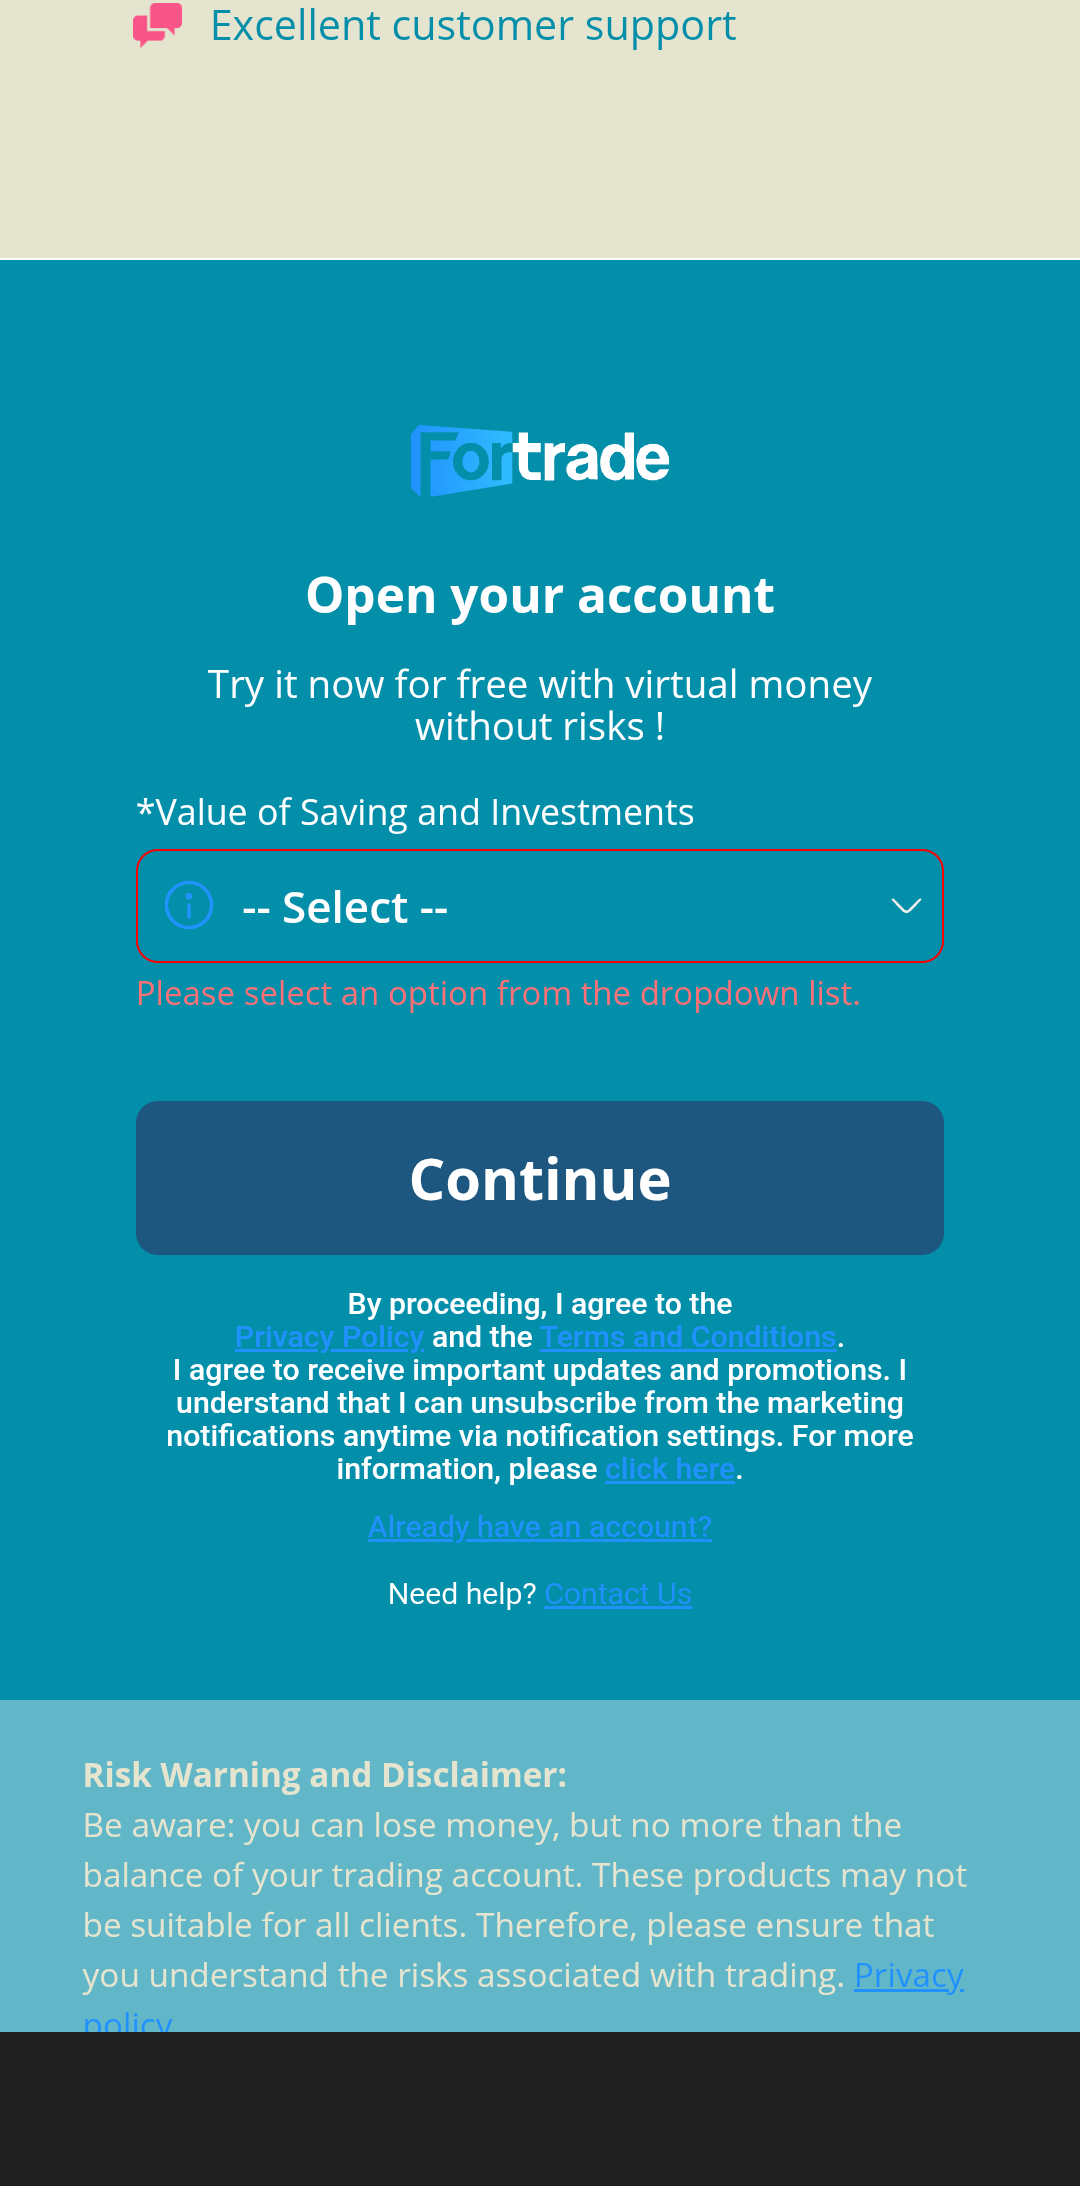 Excellent customer support
Fortrade
Open your account
Try it now for free with virtual money
without risks !
*Value of Saving and Investments
-- Select --
Please select an option from the dropdown list.
Continue
By proceeding, I agree to the
Privacy Policy and the Terms and Conditions.
I agree to receive important updates and promotions. I
understand that I can unsubscribe from the marketing
notifications anytime via notification settings. For more
information, please click here.
Already have an account?
Need help? Contact Us
Risk Warning and Disclaimer:
Be aware: you can lose money, but no more than the
balance of your trading account. These products may not
be suitable for all clients. Therefore, please ensure that
you understand the risks associated with trading. Privacy
policy